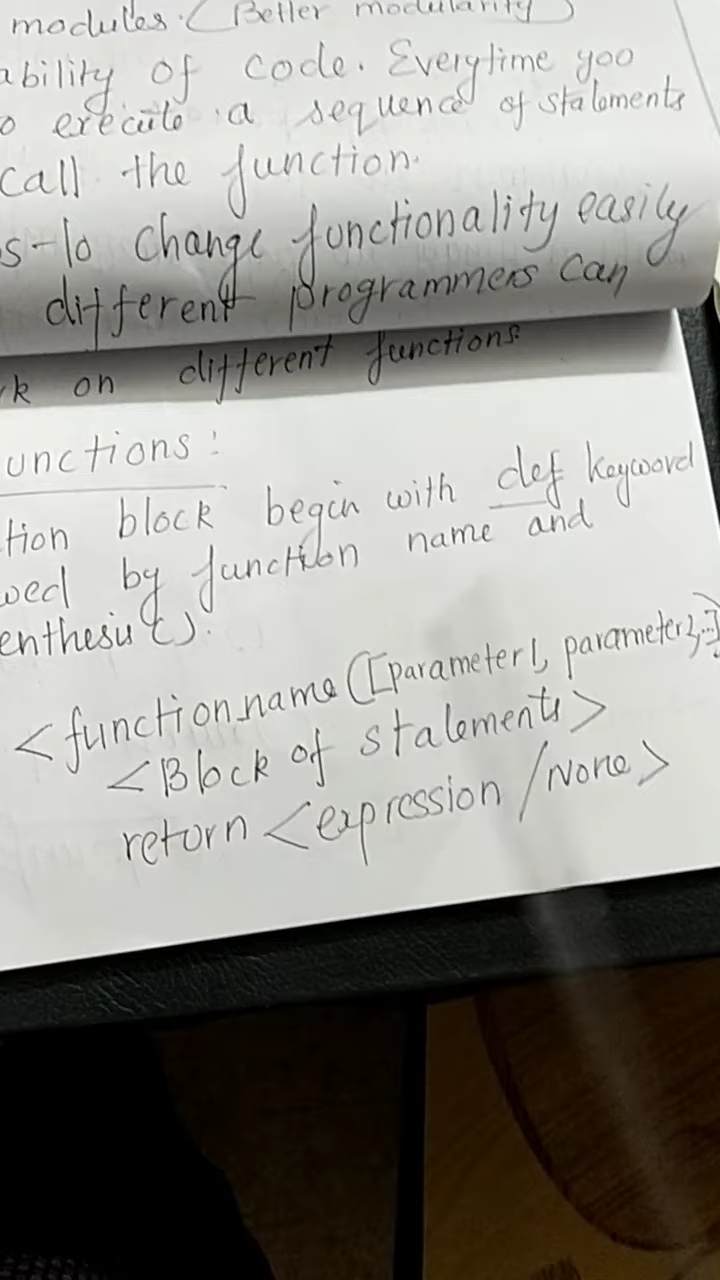 modules. (Better modularity)
ability of code. Everytime you
o execute a sequence of statements
call the function.
s-to change functionality easily
different programmers can
rk on different functions.
unctions:
tion block begin with def keyword
wed by function name and
enthesis ().
<function_name ([parameter1, parameter2,...])
<Block of statements>
return <expression /None>